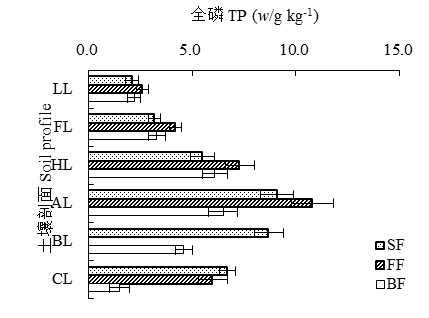 全磷 TP (w/g kg-1)
0.0 5.0 10.0 15.0
土壤剖面 Soil profile
LL
FL
HL
AL
BL
CL
SF
FF
BF